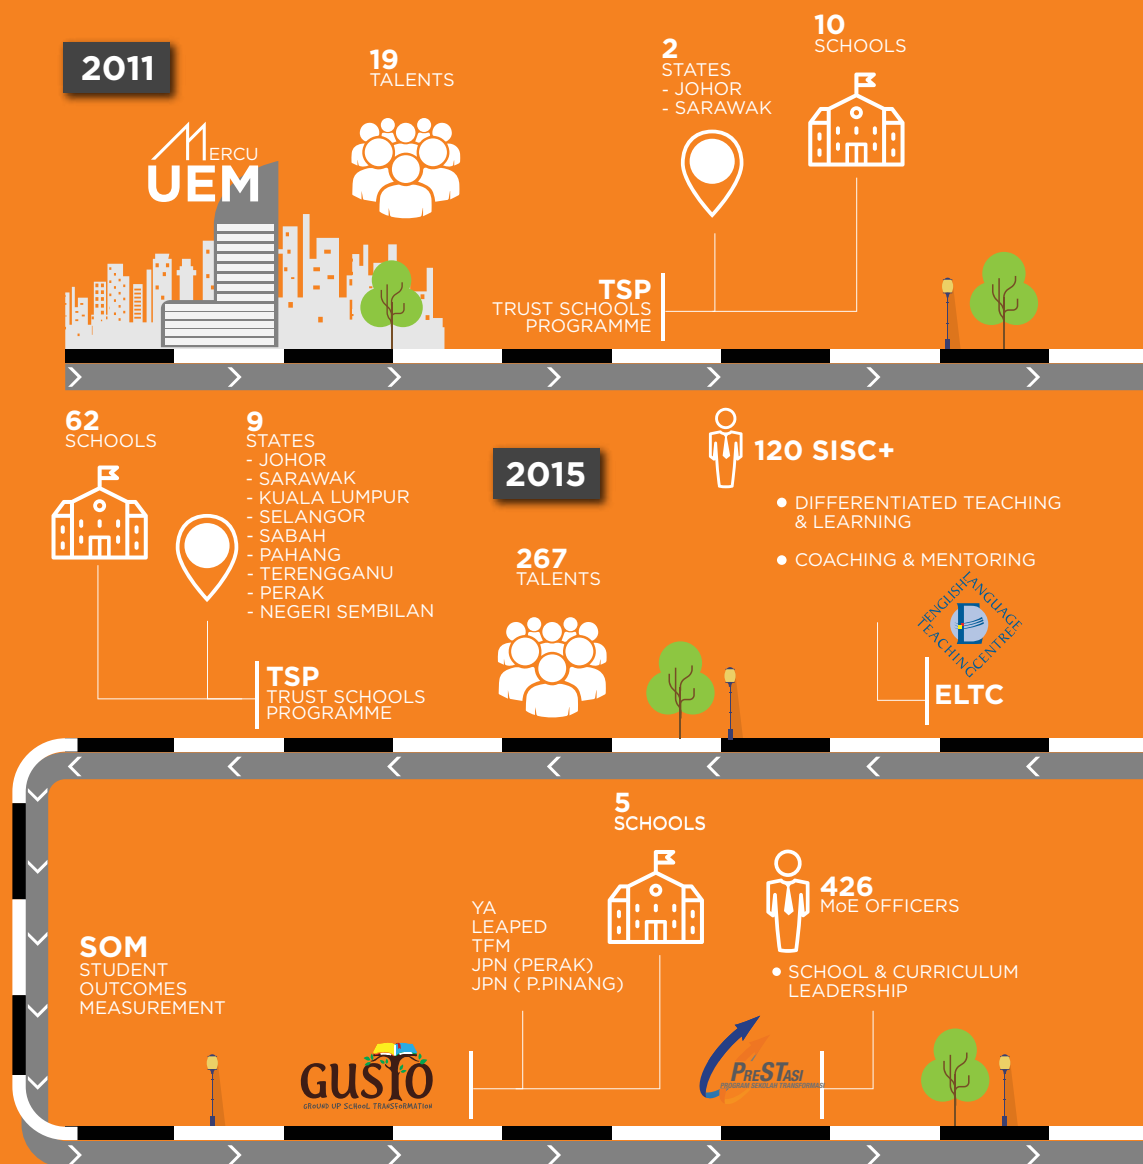 2011
MERCU
UEM
19
TALENTS
2
STATES
- JOHOR
- SARAWAK
10
SCHOOLS
TSP
TRUST SCHOOLS
PROGRAMME
62
SCHOOLS
9
STATES
- JOHOR
- SARAWAK
- KUALA LUMPUR
- SELANGOR
- SABAH
- PAHANG
- TERENGGANU
- PERAK
- NEGERI SEMBILAN
TSP
TRUST SCHOOLS
PROGRAMME
2015
267
TALENTS
120 SISC+
● DIFFERENTIATED TEACHING
& LEARNING
● COACHING & MENTORING
ENGLISH LANGUAGE
TEACHING CENTRE
ELTC
SOM
STUDENT
OUTCOMES
MEASUREMENT
GUSTO
GROUND UP SCHOOL TRANSFORMATION
YA
LEAPED
TFM
JPN (PERAK)
JPN ( P.PINANG)
5
SCHOOLS
PRESTASI
PROGRAM SEKOLAH TRANSFORMASI
426
MoE OFFICERS
● SCHOOL & CURRICULUM
LEADERSHIP